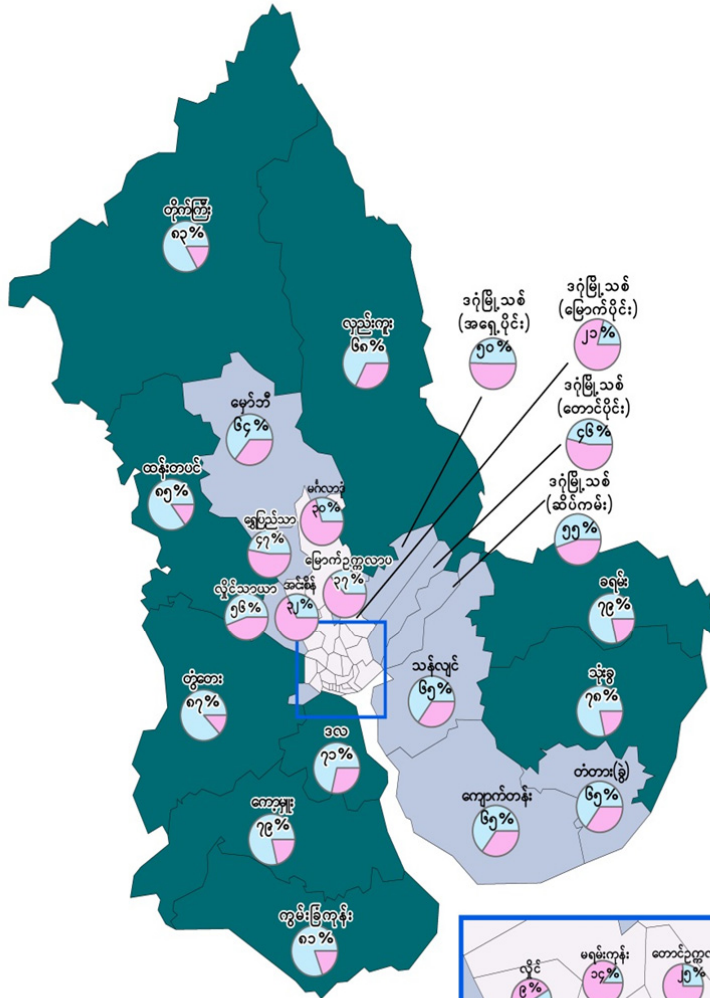 တိုက်ကြီး
၈၃%
လှည်းကူး
၆၈%
ဒဂုံမြို့သစ်
(အရှေ့ပိုင်း)
၅၀%
ဒဂုံမြို့သစ်
(မြောက်ပိုင်း)
၂၁%
ဒဂုံမြို့သစ်
(တောင်ပိုင်း)
၄၆%
ဒဂုံမြို့သစ်
(ဆိပ်ကမ်း)
၅၅%
မှော်ဘီ
၆၄%
ထန်းတပင်
၈၅%
မင်္ဂလာဒုံ
၃၀%
ရွှေပြည်သာ
၄၇%
မြောက်ဥက္ကလာပ
၃၇%
လှိုင်သာယာ
၅၆%
အင်းစိန်
၃၂%
ခရမ်း
၇၉%
သန်လျင်
၆၅%
သုံးခွ
၇၈%
တွံတေး
၈၇%
ဒလ
၇၁%
တံတား(ခွဲ)
၆၅%
ကျောက်တန်း
၆၅%
ကော့မှူး
၇၉%
ကွမ်းခြံကုန်း
၈၁%
လှိုင်
၉%
မရမ်းကုန်း
၁၄%
တောင်ဥက္ကလ
၂၅%